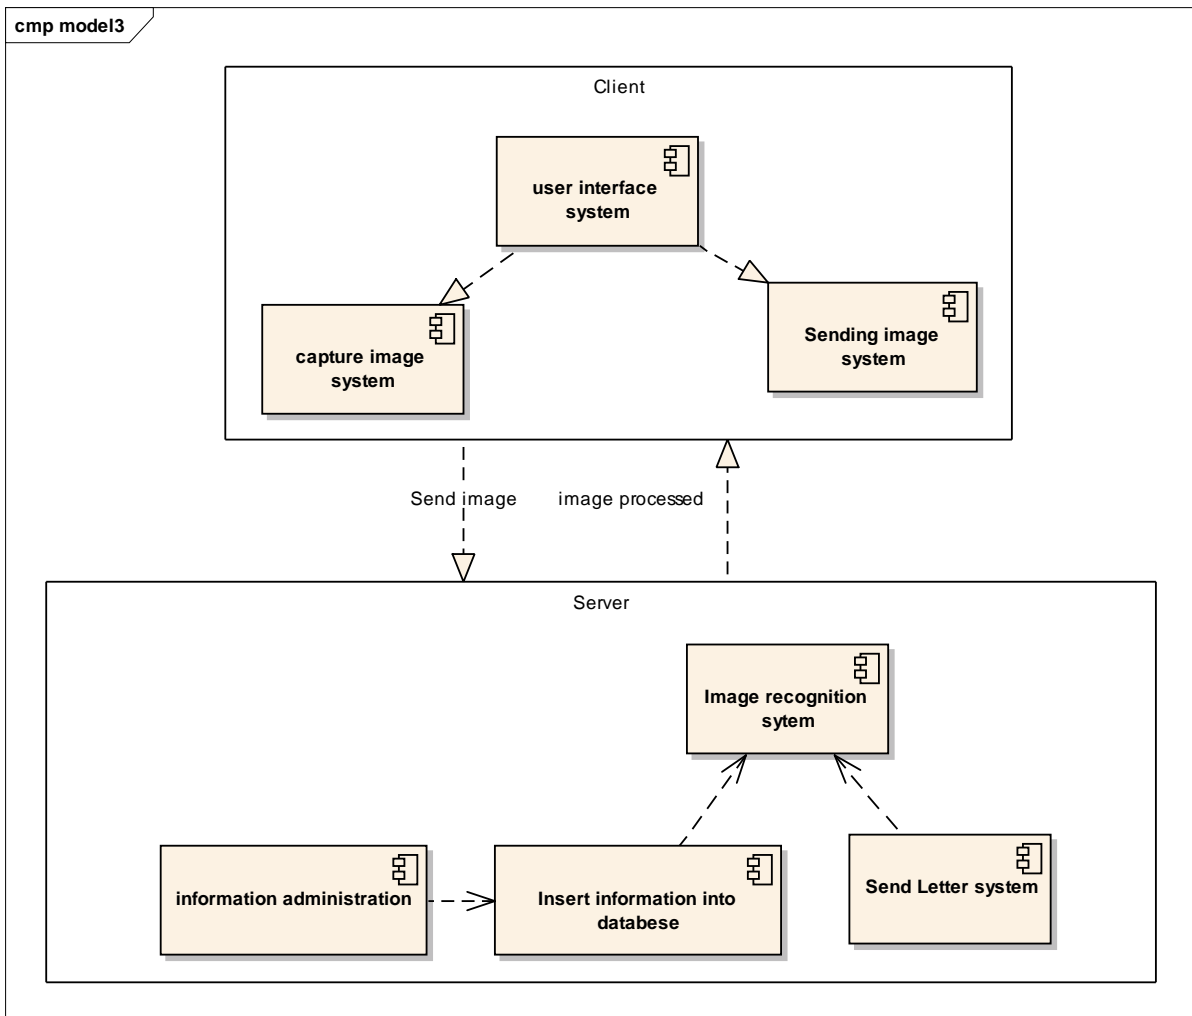 cmp model3
Client
user interface
system
capture image
system
Sending image
system
Send image
image processed
Server
Image recognition
sytem
information administration
Insert information into
databese
Send Letter system